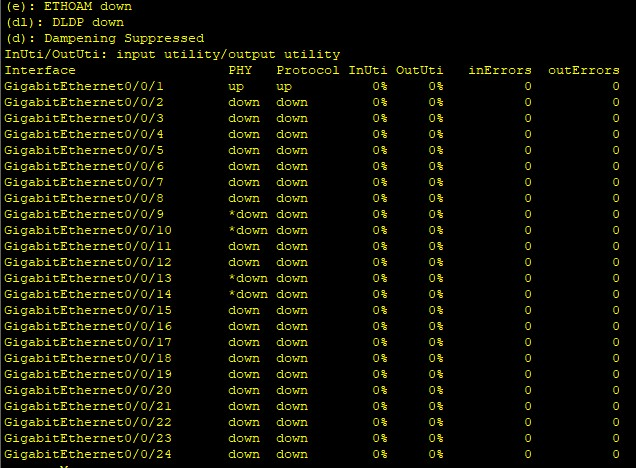 (e): ETHOAM down
(dl): DLDP down
(d): Dampening Suppressed
InUti/OutUti: input utility/output utility
Interface PHY Protocol InUti OutUti inErrors outErrors
GigabitEthernet0/0/1 up up 0% 0% 0 0
GigabitEthernet0/0/2 down down 0% 0% 0 0
GigabitEthernet0/0/3 down down 0% 0% 0 0
GigabitEthernet0/0/4 down down 0% 0% 0 0
GigabitEthernet0/0/5 down down 0% 0% 0 0
GigabitEthernet0/0/6 down down 0% 0% 0 0
GigabitEthernet0/0/7 down down 0% 0% 0 0
GigabitEthernet0/0/8 down down 0% 0% 0 0
GigabitEthernet0/0/9 *down down 0% 0% 0 0
GigabitEthernet0/0/10 *down down 0% 0% 0 0
GigabitEthernet0/0/11 down down 0% 0% 0 0
GigabitEthernet0/0/12 down down 0% 0% 0 0
GigabitEthernet0/0/13 *down down 0% 0% 0 0
GigabitEthernet0/0/14 *down down 0% 0% 0 0
GigabitEthernet0/0/15 down down 0% 0% 0 0
GigabitEthernet0/0/16 down down 0% 0% 0 0
GigabitEthernet0/0/17 down down 0% 0% 0 0
GigabitEthernet0/0/18 down down 0% 0% 0 0
GigabitEthernet0/0/19 down down 0% 0% 0 0
GigabitEthernet0/0/20 down down 0% 0% 0 0
GigabitEthernet0/0/21 down down 0% 0% 0 0
GigabitEthernet0/0/22 down down 0% 0% 0 0
GigabitEthernet0/0/23 down down 0% 0% 0 0
GigabitEthernet0/0/24 down down 0% 0% 0 0